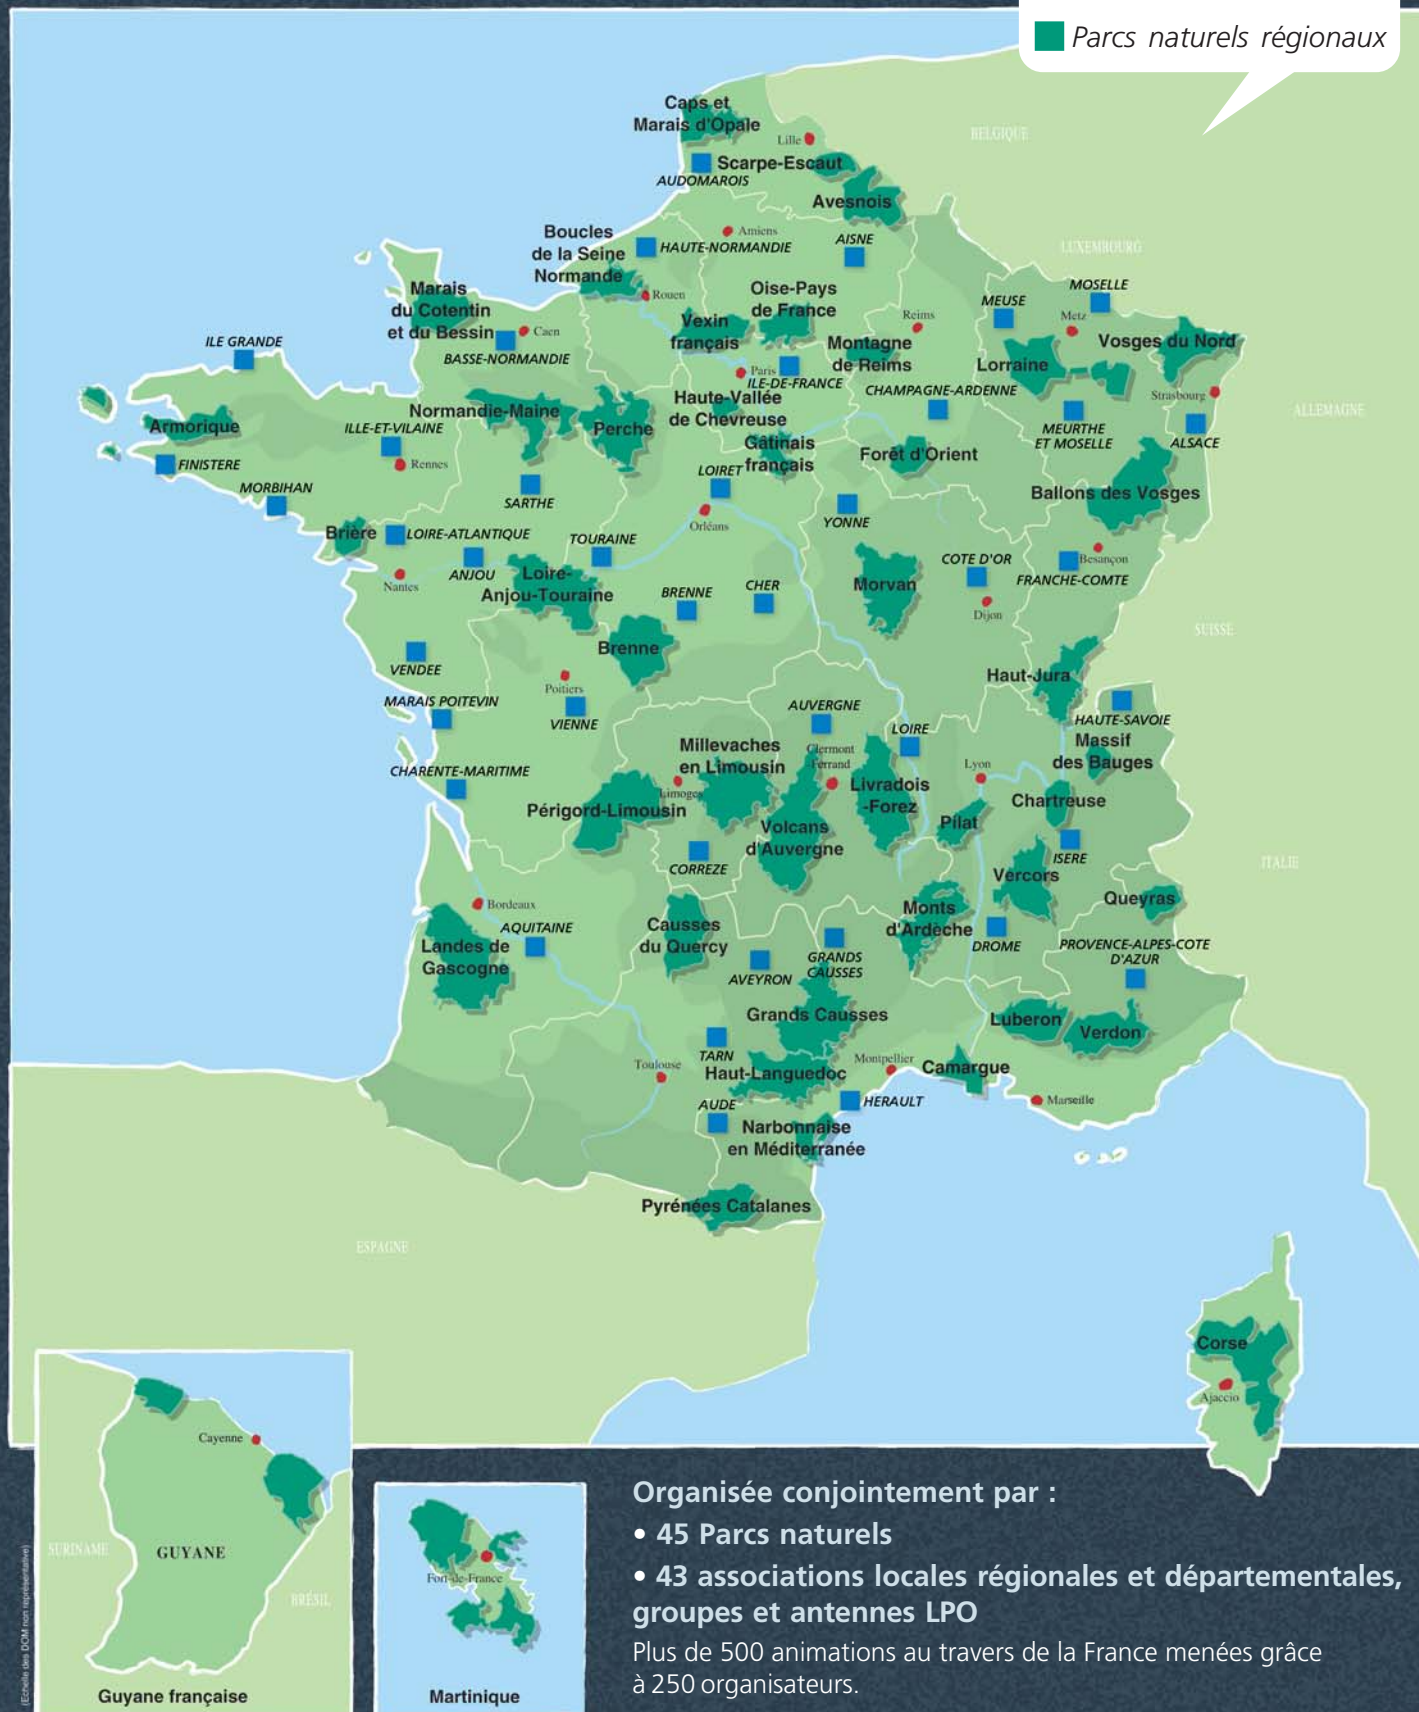 Parcs naturels régionaux
Caps et
Marais d'Opale
Lille
BELGIQUE
Scarpe-Escaut
AUDOMAROIS
Avesnois
Boucles
de la Seine
Normande
HAUTE-NORMANDIE
Amiens
AISNE
LUXEMBOURG
Rouen
Oise-Pays
de France
MOSELLE
MEUSE
Metz
Marais
du Cotentin
et du Bessin
Caen
BASSE-NORMANDIE
Vexin
français
Reims
Montagne
de Reims
Lorraine
Vosges du Nord
ILE GRANDE
Paris
ILE-DE-FRANCE
CHAMPAGNE-ARDENNE
Strasbourg
ALLEMAGNE
Haute-Vallée
de Chevreuse
Normandie-Maine
Perche
Armorique
ILLE-ET-VILAINE
Rennes
MEURTHE
ET MOSELLE
ALSACE
Gâtinais
français
Forêt d'Orient
FINISTERE
MORBIHAN
LOIRET
SARTHE
Orléans
YONNE
Ballons des Vosges
Brière
LOIRE-ATLANTIQUE
TOURAINE
Besançon
COTE D'OR
FRANCHE-COMTE
Nantes
ANJOU
Loire-
Anjou-Touraine
BRENNE
CHER
Morvan
Dijon
SUISSE
Brenne
VENDEE
Poitiers
VIENNE
Haut-Jura
MARAIS POITEVIN
AUVERGNE
LOIRE
HAUTE-SAVOIE
Massif
des Bauges
Millevaches
en Limousin
Clermont
Ferrand
Lyon
CHARENTE-MARITIME
Limoges
Périgord-Limousin
Livradois
-Forez
Chartreuse
Volcans
d'Auvergne
Pilat
CORREZE
ISERE
ITALIE
Vercors
Queyras
Bordeaux
Monts
d'Ardèche
AQUITAINE
Causses
du Quercy
Landes de
Gascogne
DROME
PROVENCE-ALPES-COTE
D'AZUR
AVEYRON
GRANDS
CAUSSES
Grands Causses
Luberon
Verdon
TARN
Toulouse
Montpellier
Haut-Languedoc
Camargue
AUDE
HERAULT
Marseille
Narbonnaise
en Méditerranée
Pyrénées Catalanes
ESPAGNE
Corse
Ajaccio
Cayenne
SURINAME
GUYANE
BRÉSIL
Guyane française
Fort-de-France
Martinique
(Echelle des DOM non représentative)
Organisée conjointement par :
• 45 Parcs naturels
• 43 associations locales régionales et départementales,
groupes et antennes LPO
Plus de 500 animations au travers de la France menées grâce
à 250 organisateurs.